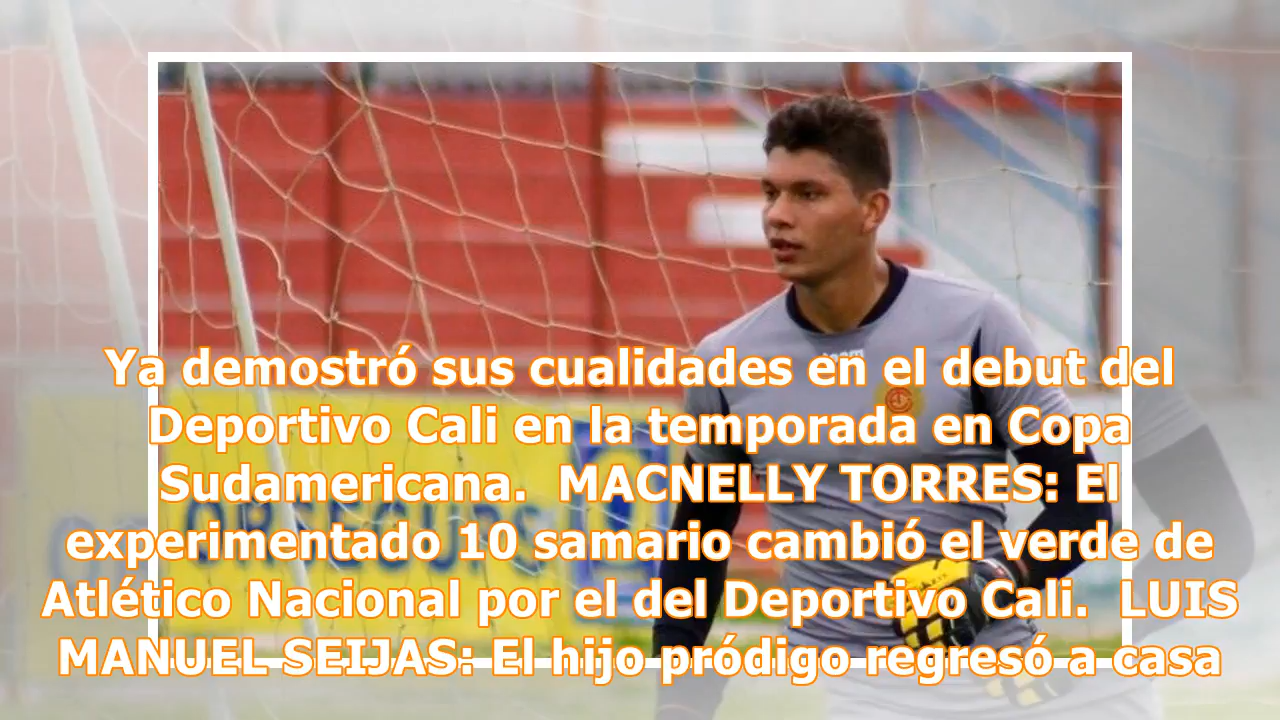 Ya demostró sus cualidades en el debut del
Deportivo Cali en la temporada en Copa
Sudamericana.  MACNELLY TORRES: El
experimentado 10 samario cambió el verde de
Atlético Nacional por el del Deportivo Cali.  LUIS
MANUEL SEIJAS: El hijo pródigo regresó a casa